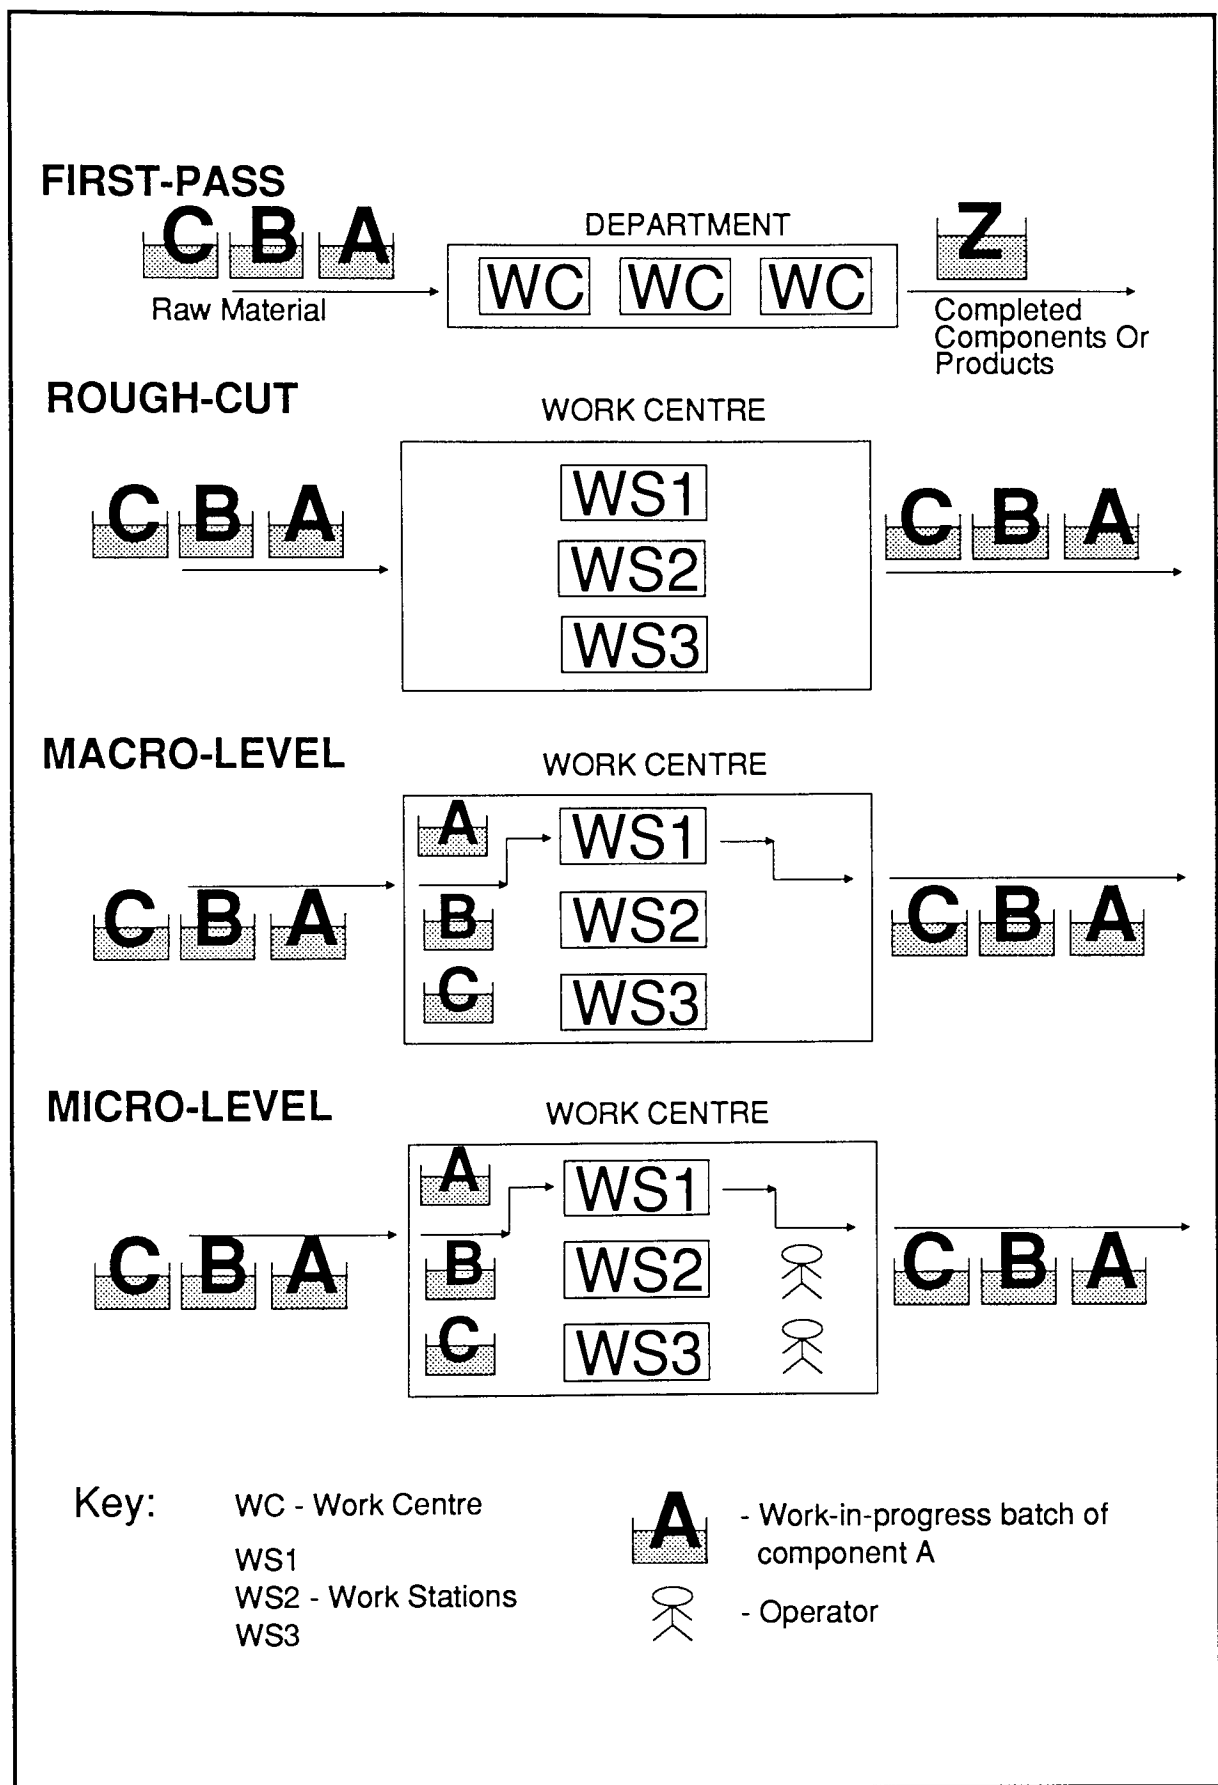 FIRST-PASS
C B A
DEPARTMENT
Z
WC WC WC
Raw Material
Completed
Components Or
Products
ROUGH-CUT
WORK CENTRE
C B A
WS1
WS2
WS3
C B A
MACRO-LEVEL
WORK CENTRE
A
WS1
C B A
B
WS2
C B A
C
WS3
MICRO-LEVEL
WORK CENTRE
A
WS1
C B A
B
WS2
C B A
C
WS3
Key:
WC - Work Centre
WS1
WS2 - Work Stations
WS3
A
- Work-in-progress batch of
component A
- Operator